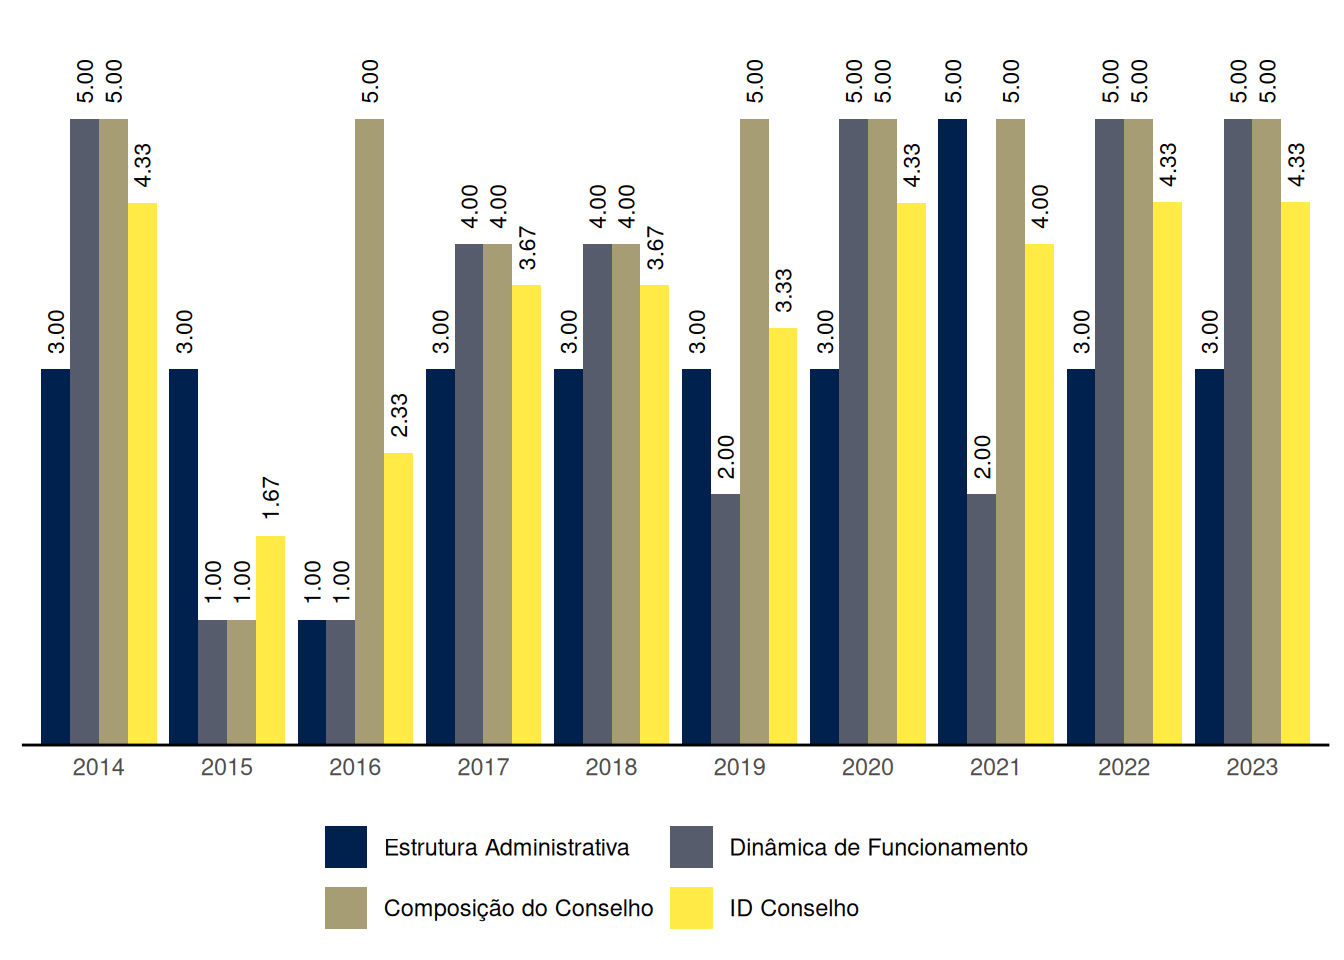 3.00 5.00 5.00 4.33
3.00 1.00 1.00 1.67
1.00 1.00 5.00 2.33
3.00 4.00 4.00 3.67
3.00 4.00 4.00 3.67
3.00 2.00 5.00 3.33
3.00 5.00 5.00 4.33
5.00 2.00 5.00 4.00
3.00 5.00 5.00 4.33
3.00 5.00 5.00 4.33
2014 2015 2016 2017 2018 2019 2020 2021 2022 2023
Estrutura Administrativa Dinâmica de Funcionamento
Composição do Conselho ID Conselho